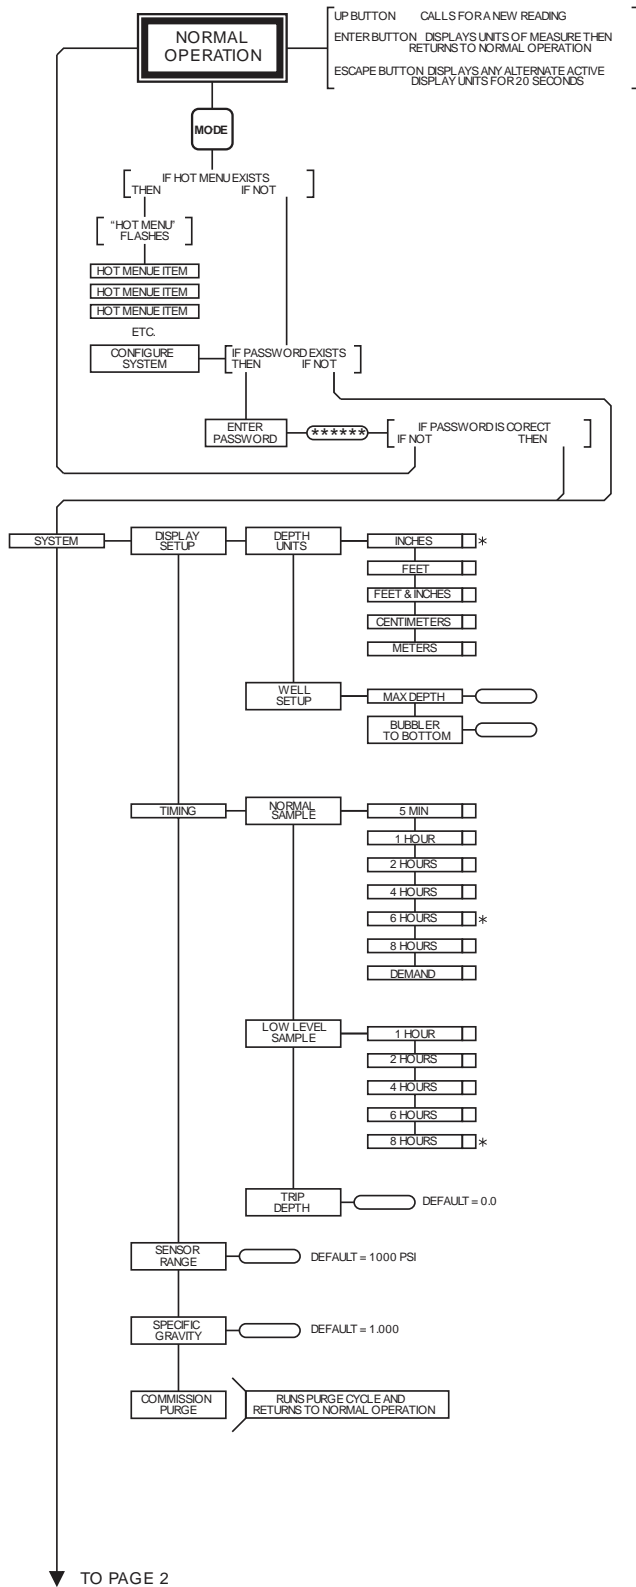 NORMAL
OPERATION
UP BUTTON CALLS FOR A NEW READING
ENTER BUTTON DISPLAYS UNITS OF MEASURE THEN
RETURNS TO NORMAL OPERATION
ESCAPE BUTTON DISPLAYS ANY ALTERNATE ACTIVE
DISPLAY UNITS FOR 20 SECONDS
MODE
IF HOT MENU EXISTS
THEN IF NOT
"HOT MENU"
FLASHES
HOT MENUE ITEM
HOT MENUE ITEM
HOT MENUE ITEM
ETC.
CONFIGURE
SYSTEM
IF PASSWORD EXISTS
THEN IF NOT
ENTER
PASSWORD
******
IF PASSWORD IS CORECT
IF NOT THEN
SYSTEM
DISPLAY
SETUP
DEPTH
UNITS
INCHES *
FEET
FEET & INCHES
CENTIMETERS
METERS
WELL
SETUP
MAX DEPTH
BUBBLER
TO BOTTOM
TIMING
NORMAL
SAMPLE
5 MIN
1 HOUR
2 HOURS
4 HOURS
6 HOURS *
8 HOURS
DEMAND
LOW LEVEL
SAMPLE
1 HOUR
2 HOURS
4 HOURS
6 HOURS
8 HOURS *
TRIP
DEPTH
DEFAULT = 0.0
SENSOR
RANGE
DEFAULT = 1000 PSI
SPECIFIC
GRAVITY
DEFAULT = 1.000
COMMISSION
PURGE
RUNS PURGE CYCLE AND
RETURNS TO NORMAL OPERATION
TO PAGE 2